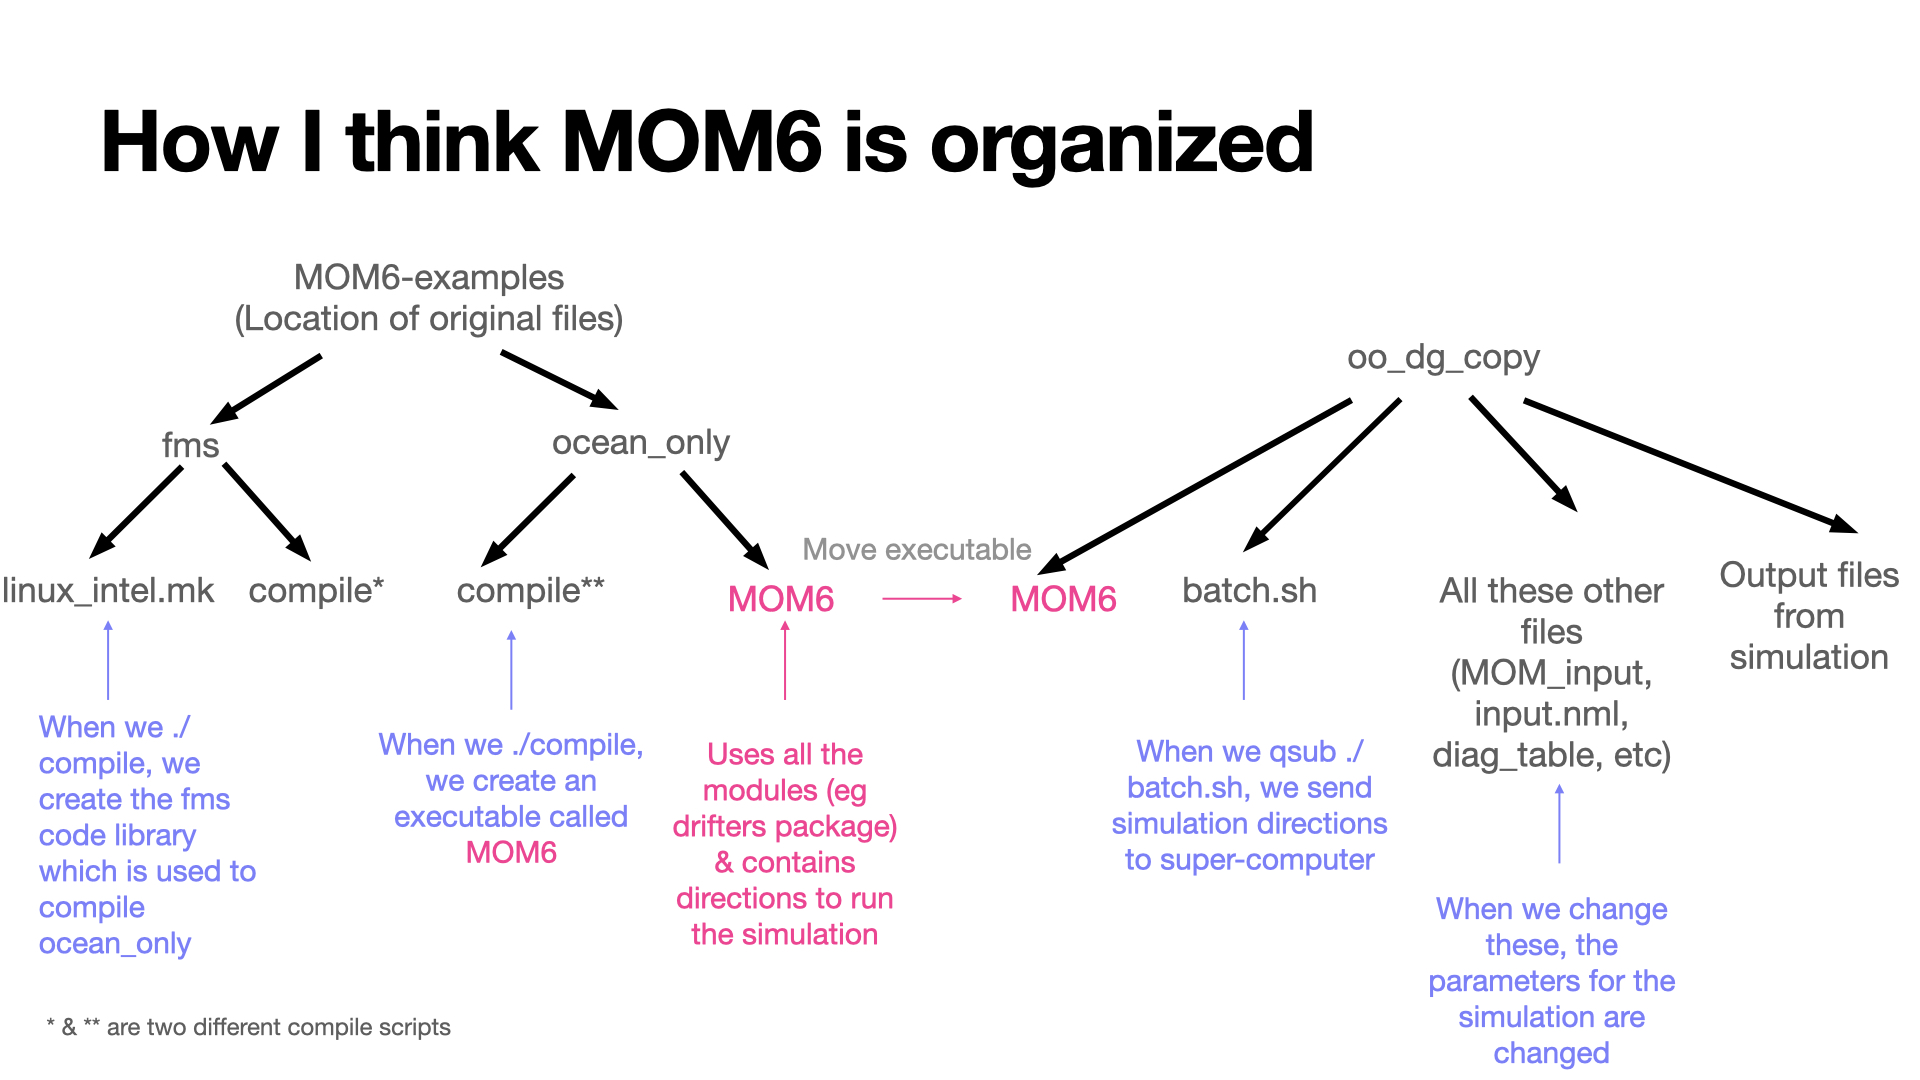 How I think MOM6 is organized
MOM6-examples
(Location of original files)
oo_dg_copy
fms
ocean_only
Move executable
linux_intel.mk
compile*
compile**
MOM6
MOM6
batch.sh
All these other
files
(MOM_input,
input.nml,
diag_table, etc)
Output files
from
simulation
When we ./
compile, we
create the fms
code library
which is used to
compile
ocean_only
When we ./compile,
we create an
executable called
MOM6
Uses all the
modules (eg
drifters package)
& contains
directions to run
the simulation
When we qsub ./
batch.sh, we send
simulation directions
to super-computer
When we change
these, the
parameters for the
simulation are
changed
* & ** are two different compile scripts